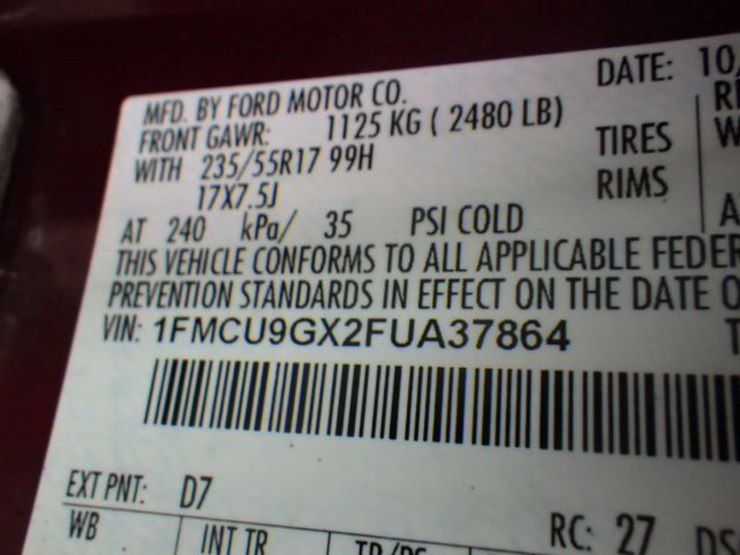 DATE: 10
MFD. BY FORD MOTOR CO.
FRONT GAWR: 1125 KG ( 2480 LB)
WITH 235/55R17 99H TIRES
17X7.5J RIMS
AT 240 kPa/ 35 PSI COLD
THIS VEHICLE CONFORMS TO ALL APPLICABLE FEDER
PREVENTION STANDARDS IN EFFECT ON THE DATE O
VIN: 1FMCU9GX2FUA37864
EXT PNT: D7 RC: 27 DS
WB INT TR